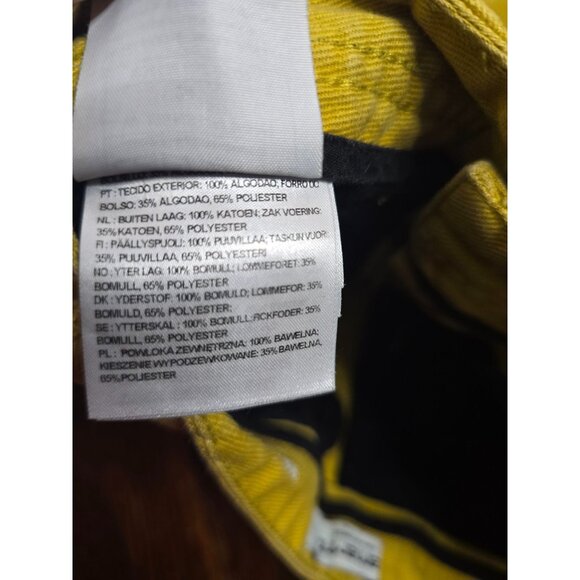 PT : TECIDO EXTERIOR: 100% ALGODAO, FORRO DO
BOLSO: 35% ALGODAO, 65% POLIESTER
NL : BUITEN LAAG: 100% KATOEN; ZAK VOERING:
35% KATOEN, 65% POLYESTER
FI : PÄÄLLYSPUOLI: 100% PUUVILLAA; TASKUN VUOR:
35% PUUVILLAA, 65% POLYESTERI
NO : YTER LAG: 100% BOMULL; LOMMEFORET: 35%
BOMULL, 65% POLYESTER
DK : YDERSTOF: 100% BOMULD; LOMMEFOR: 35%
BOMULD, 65% POLYESTER;
SE : YTTERSKAL : 100% BOMULL; FICKFODER: 35%
BOMULL, 65% POLYESTER
PL : POWŁOKA ZEWNĘTRZNA: 100% BAWELNA;
KIESZENIE WYPODZEWKOWANE: 35% BAWELNA,
65% POLIESTER